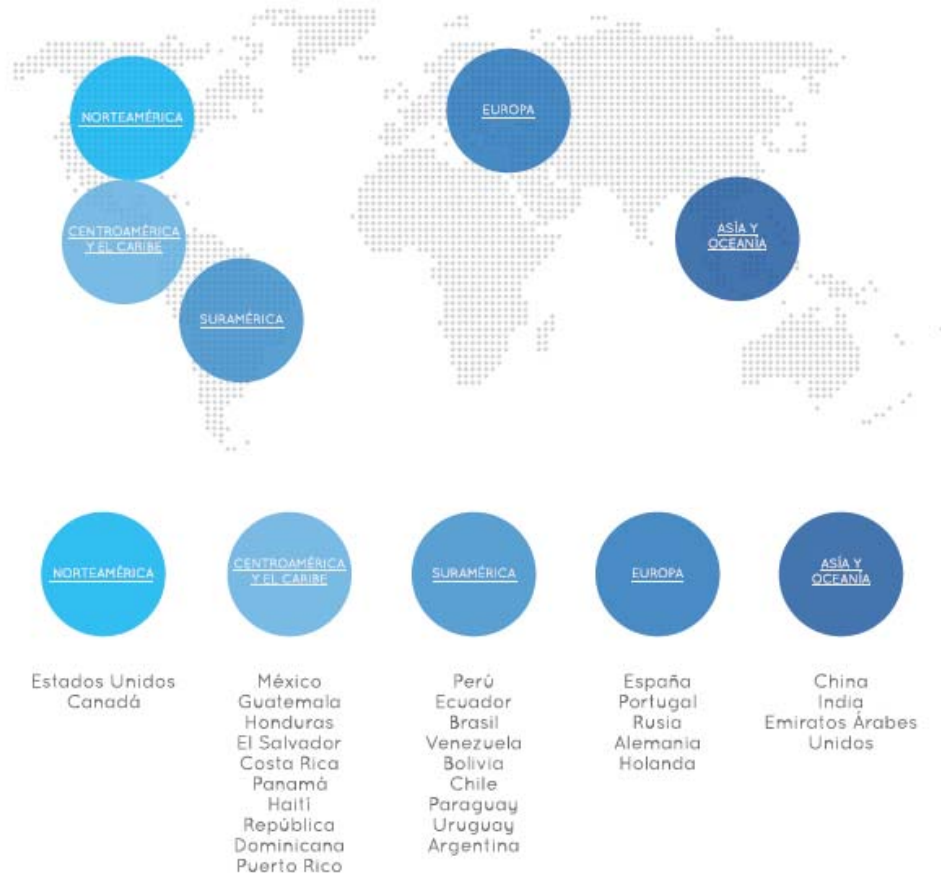 NORTEAMÉRICA
EUROPA
CENTROAMÉRICA
Y EL CARIBE
ASÍA Y
OCEANÍA
SURAMÉRICA
NORTEAMÉRICA
CENTROAMÉRICA
Y EL CARIBE
SURAMÉRICA
EUROPA
ASÍA Y
OCEANÍA
Estados Unidos
Canadá
México
Guatemala
Honduras
El Salvador
Costa Rica
Panamá
Haití
República
Dominicana
Puerto Rico
Perú
Ecuador
Brasil
Venezuela
Bolivia
Chile
Paraguay
Uruguay
Argentina
España
Portugal
Rusia
Alemania
Holanda
China
India
Emiratos Árabes
Unidos